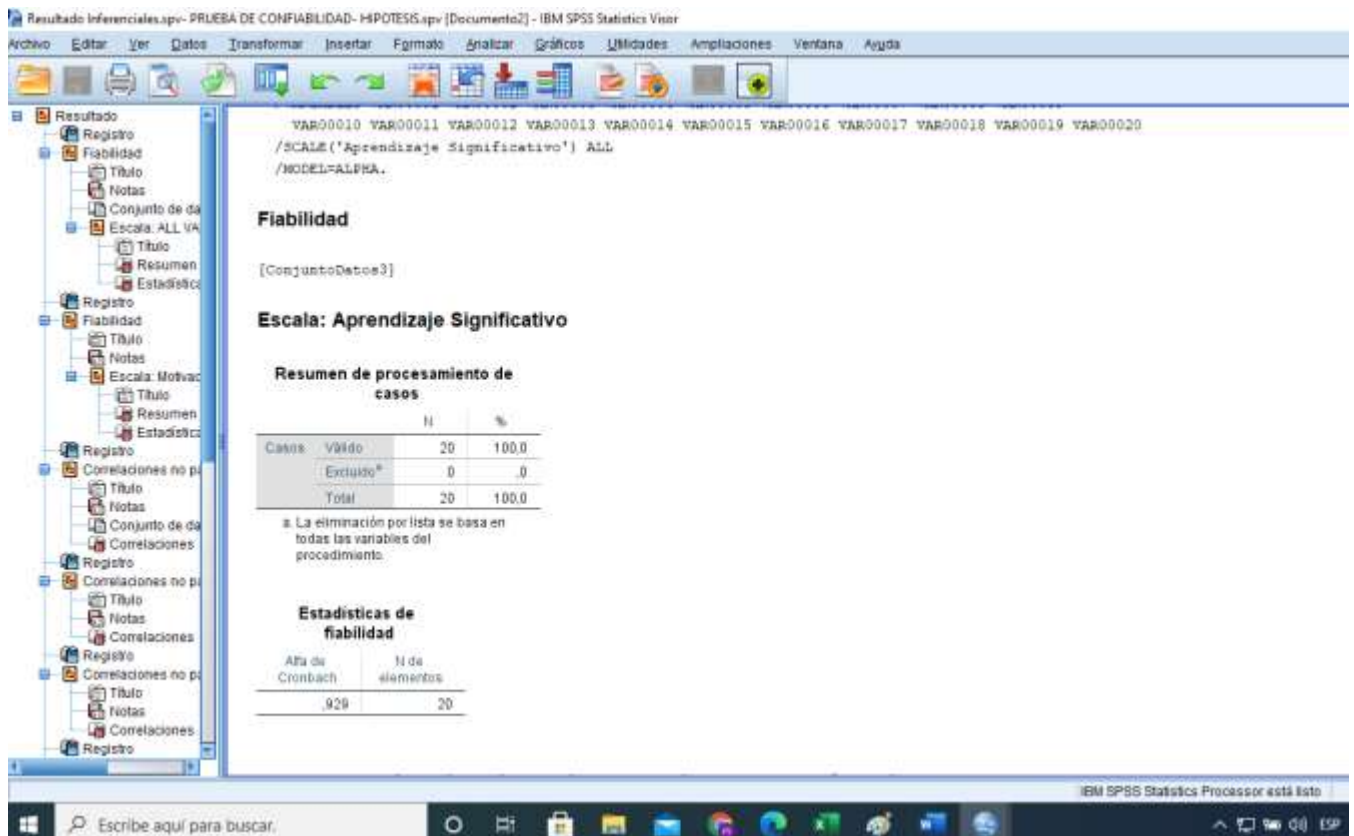 Resultado Inferenciales.spv- PRUEBA DE CONFIABILIDAD- HIPOTESIS.spv [Documento2] - IBM SPSS Statistics Visor
Archivo Editar Ver Datos Transformar Insertar Formato Analizar Gráficos Utilidades Ampliaciones Ventana Ayuda
Resultado
Registro
Fiabilidad
Título
Notas
Conjunto de da
Escala: ALL VA
Título
Resumen
Estadística
Registro
Fiabilidad
Título
Notas
Escala: Motivac
Título
Resumen
Estadística
Registro
Correlaciones no pa
Título
Notas
Conjunto de da
Correlaciones
Registro
Correlaciones no pa
Título
Notas
Correlaciones
Registro
Correlaciones no pa
Título
Notas
Correlaciones
Registro
VAR00010 VAR00011 VAR00012 VAR00013 VAR00014 VAR00015 VAR00016 VAR00017 VAR00018 VAR00019 VAR00020
/SCALE('Aprendizaje Significativo') ALL
/MODEL=ALPHA.
Fiabilidad
[ConjuntoDatos3]
Escala: Aprendizaje Significativo
Resumen de procesamiento de
casos
N %
Casos Válido 20 100,0
Excluido a 0 ,0
Total 20 100,0
a. La eliminación por lista se basa en
todas las variables del
procedimiento.
Estadísticas de
fiabilidad
Alfa de N de
Cronbach elementos
,929 20
IBM SPSS Statistics Processor está listo
Escribe aquí para buscar.
ESP